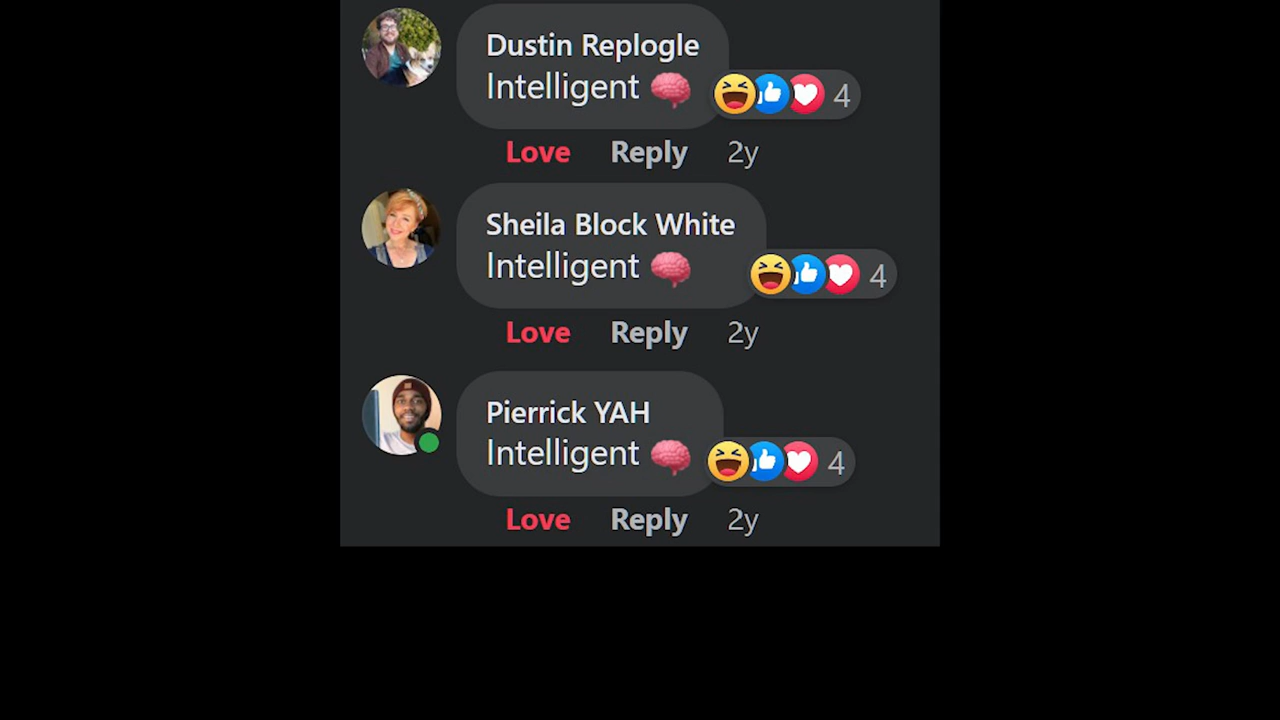 Dustin Replogle
Intelligent 🧠
4
Love Reply 2y
Sheila Block White
Intelligent 🧠
4
Love Reply 2y
Pierrick YAH
Intelligent 🧠
4
Love Reply 2y